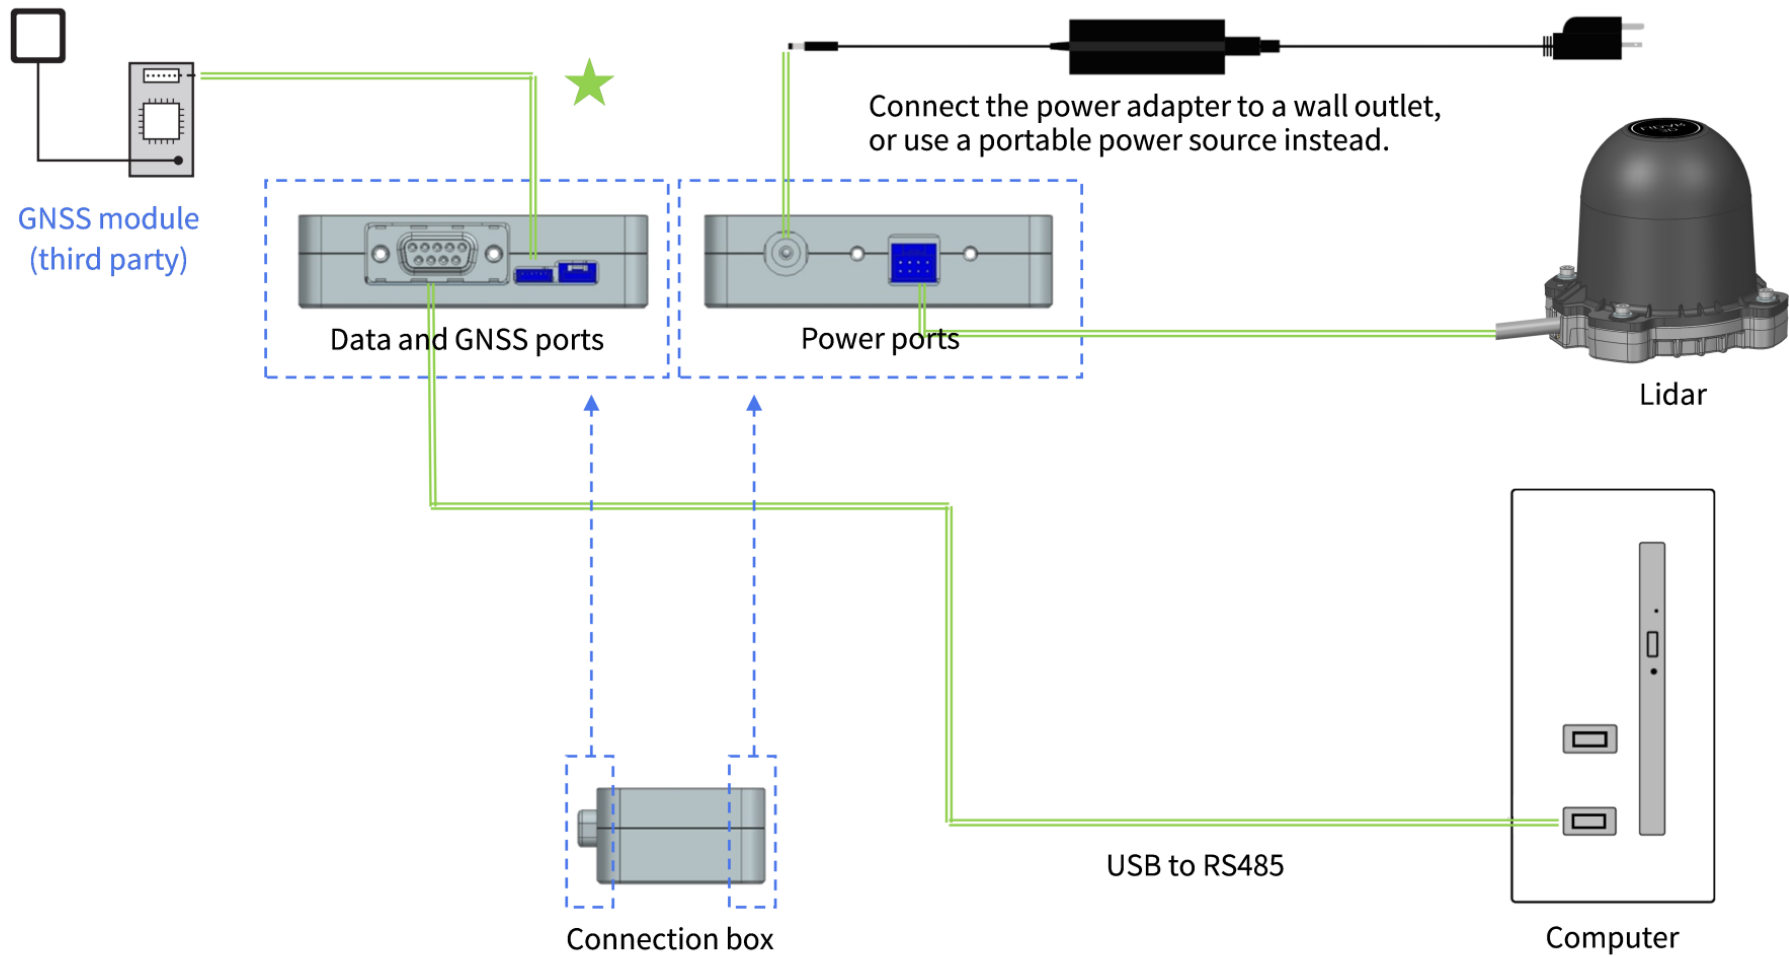 Connect the power adapter to a wall outlet,
or use a portable power source instead.
GNSS module
(third party)
Data and GNSS ports
Power ports
Lidar
USB to RS485
Connection box
Computer